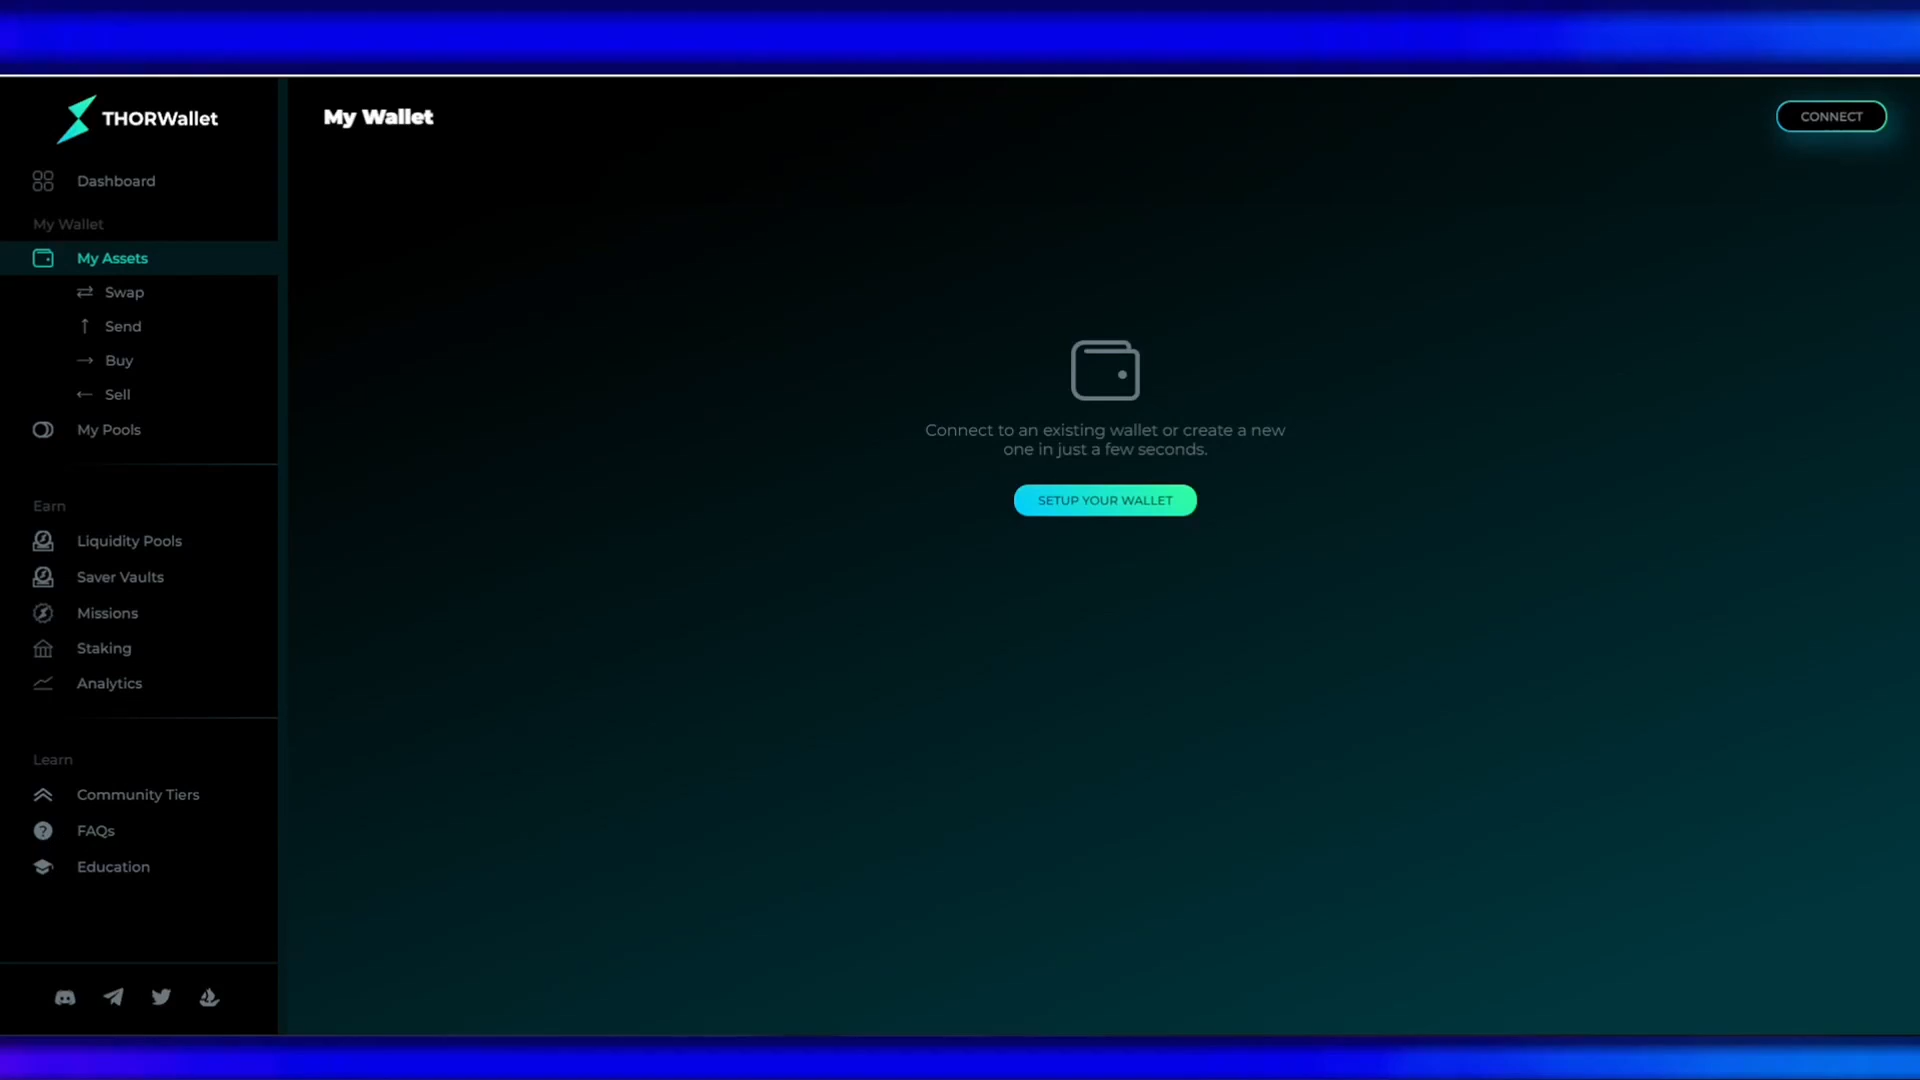 THORWallet
My Wallet
CONNECT
Dashboard
My Wallet
My Assets
Swap
Send
Buy
Sell
My Pools
Connect to an existing wallet or create a new
one in just a few seconds.
SETUP YOUR WALLET
Earn
Liquidity Pools
Saver Vaults
Missions
Staking
Analytics
Learn
Community Tiers
FAQs
Education